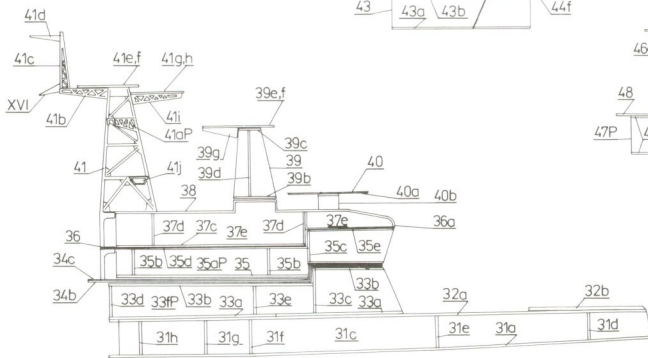 43
43a
43b
44f
41d
41c
41e,f
41g,h
XVI
41b
41i
41aP
41
41j
39e,f
39g
39c
39d
39
39b
38
40
40a
40b
36a
37d
37c
37e
37d
37e
36
35c
35e
35b
35d
35aP
35
35b
34c
34b
33b
33d
33fP
33a
33b
33e
33c
33a
32a
32b
31h
31g
31f
31c
31e
31a
31d
46
48
47P